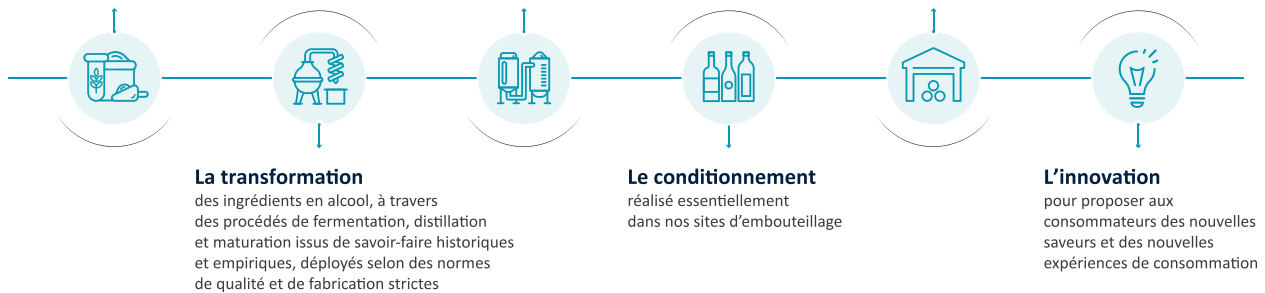 La transformation
des ingrédients en alcool, à travers
des procédés de fermentation, distillation
et maturation issus de savoir-faire historiques
et empiriques, déployés selon des normes
de qualité et de fabrication strictes
Le conditionnement
réalisé essentiellement
dans nos sites d’embouteillage
L’innovation
pour proposer aux
consommateurs des nouvelles
saveurs et des nouvelles
expériences de consommation